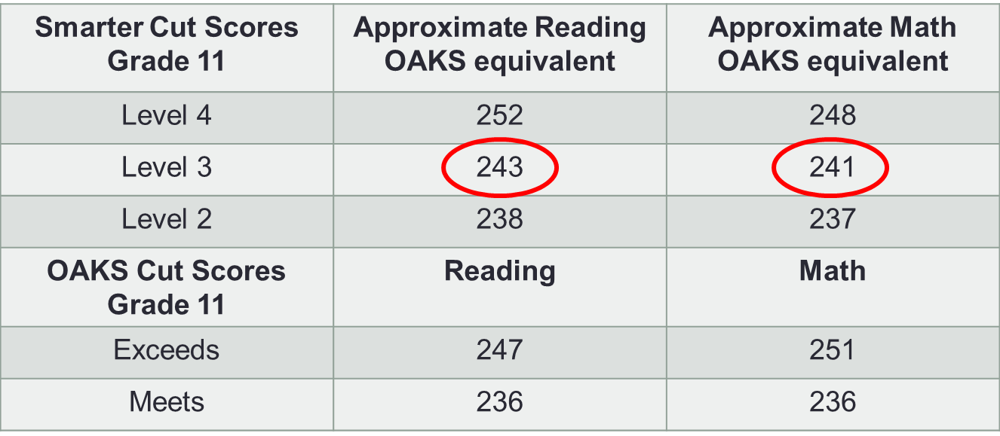 Smarter Cut Scores Grade 11 Approximate Reading OAKS equivalent Approximate Math OAKS equivalent
Level 4 252 248
Level 3 243 241
Level 2 238 237
OAKS Cut Scores Grade 11 Reading Math
Exceeds 247 251
Meets 236 236